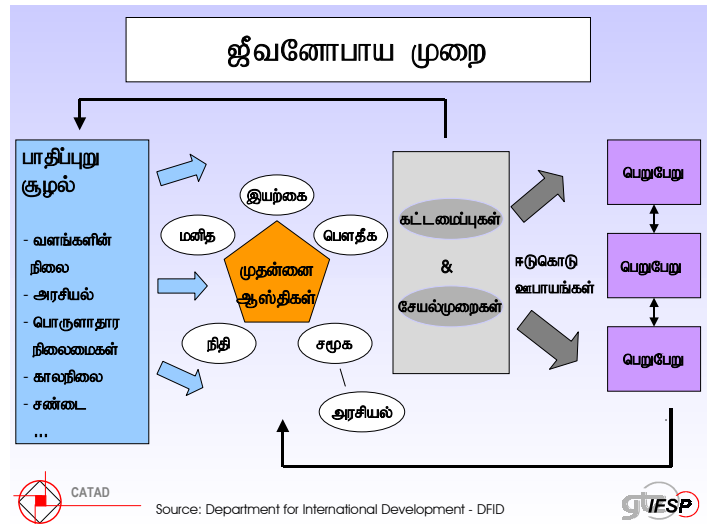 ஜீவனோபாய முறை
பாதிப்புறு
சூழல்
- வளங்களின்
நிலை
- அரசியல்
- பொருளாதார
நிலைமைகள்
- காலநிலை
- சண்டை
...
இயற்கை
மனித
பௌதீக
முதன்னை
ஆஸ்திகள்
நிதி
சமூக
அரசியல்
கட்டமைப்புகள்
&
சேயல்முறைகள்
ஈடுகொடு
ஊபாயங்கள்
பெறுபேறு
பெறுபேறு
பெறுபேறு
CATAD
Source: Department for International Development - DFID
gtz
IFSP